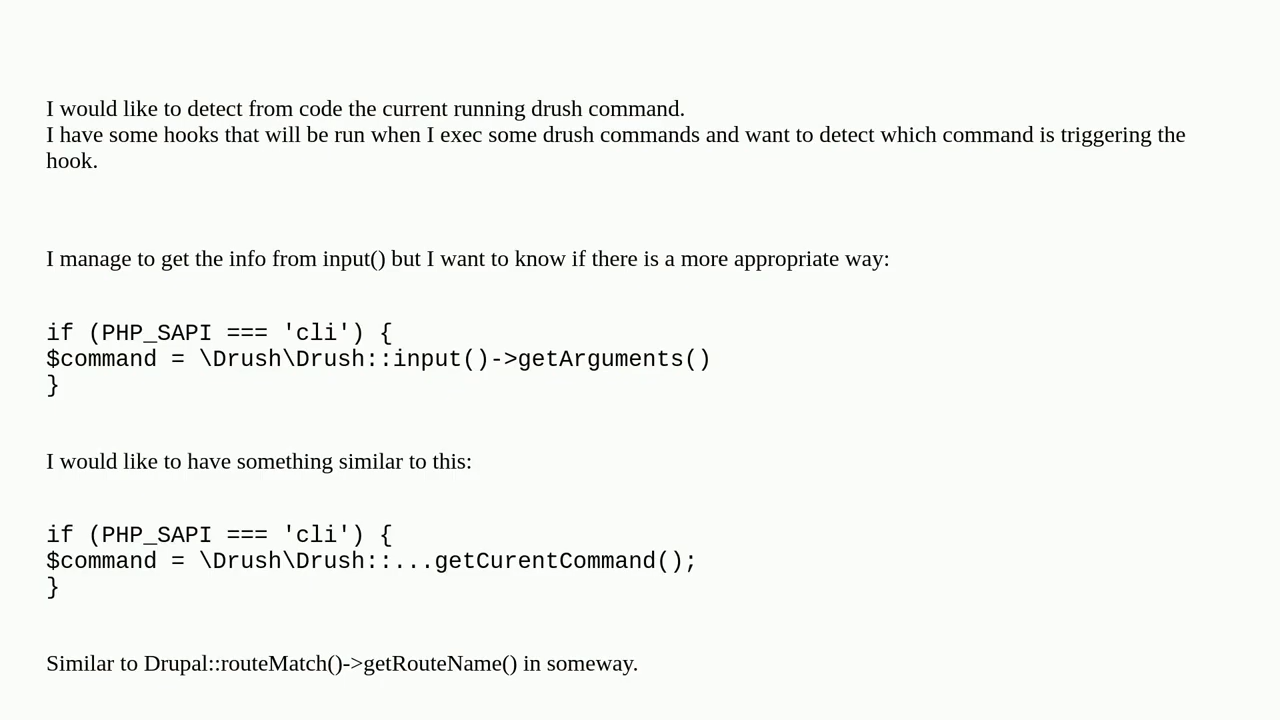 I would like to detect from code the current running drush command.
I have some hooks that will be run when I exec some drush commands and want to detect which command is triggering the
hook.
I manage to get the info from input() but I want to know if there is a more appropriate way:
if (PHP_SAPI === 'cli') {
$command = \Drush\Drush::input()->getArguments()
}
I would like to have something similar to this:
if (PHP_SAPI === 'cli') {
$command = \Drush\Drush::...getCurentCommand();
}
Similar to Drupal::routeMatch()->getRouteName() in someway.